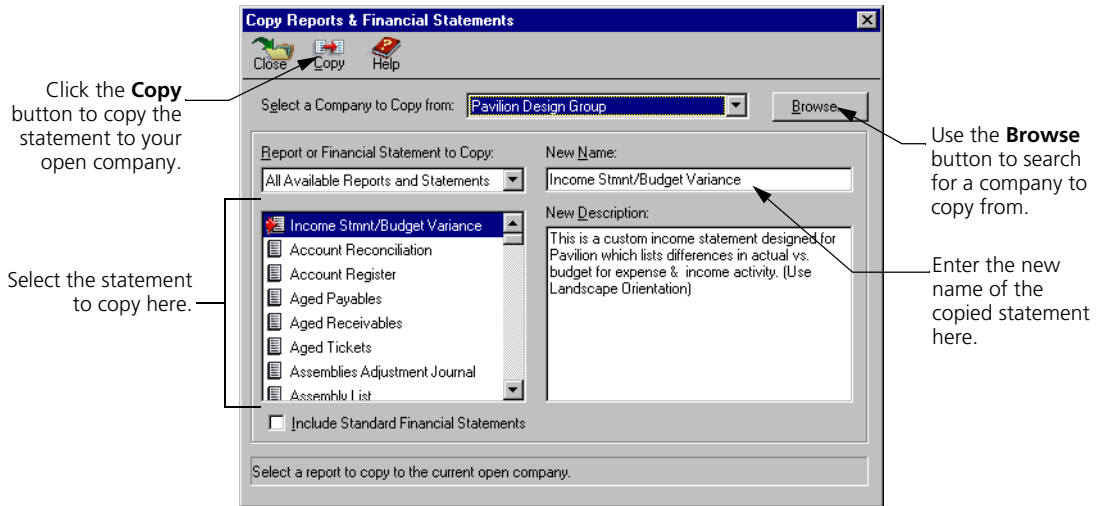 Copy Reports & Financial Statements
Close Copy Help
Click the Copy
button to copy the
statement to your
open company.
Select a Company to Copy from: Pavilion Design Group Browse...
Use the Browse
button to search
for a company to
copy from.
Report or Financial Statement to Copy:
All Available Reports and Statements
New Name:
Income Stmnt/Budget Variance
Select the statement
to copy here.
Income Stmnt/Budget Variance
Account Reconciliation
Account Register
Aged Payables
Aged Receivables
Aged Tickets
Assemblies Adjustment Journal
Assembly List
New Description:
This is a custom income statement designed for
Pavilion which lists differences in actual vs.
budget for expense & income activity. (Use
Landscape Orientation)
Enter the new
name of the
copied statement
here.
Include Standard Financial Statements
Select a report to copy to the current open company.